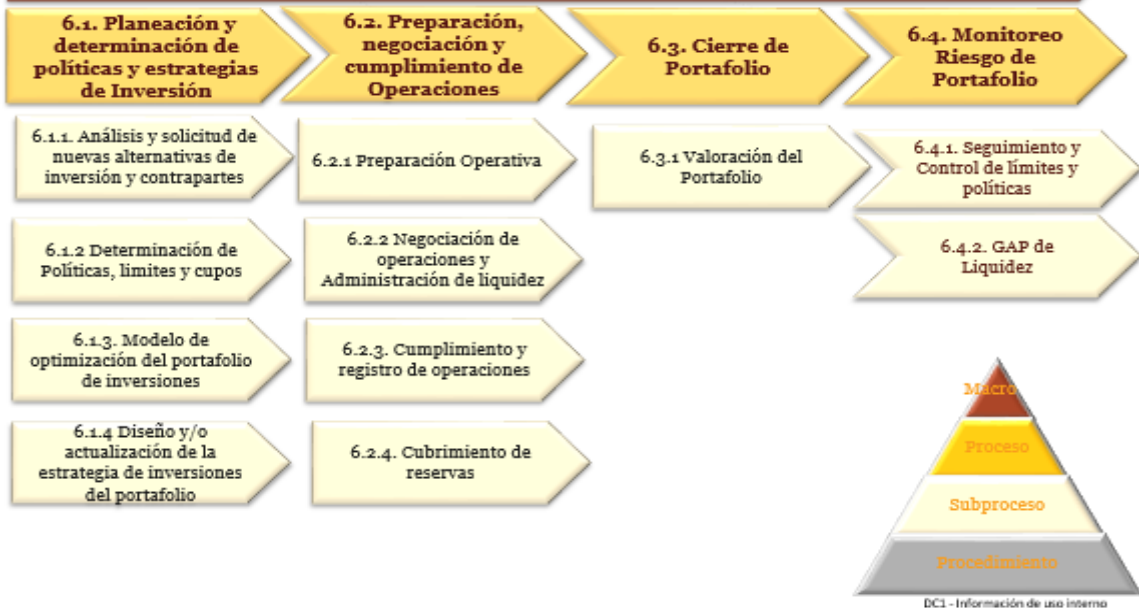 6.1. Planeación y
determinación de
políticas y estrategias
de Inversión
6.2. Preparación,
negociación y
cumplimiento de
Operaciones
6.3. Cierre de
Portafolio
6.4. Monitoreo
Riesgo de
Portafolio
6.1.1. Análisis y solicitud de
nuevas alternativas de
inversión y contrapartes
6.1.2 Determinación de
Políticas, limites y cupos
6.1.3. Modelo de
optimización del portafolio
de inversiones
6.1.4 Diseño y/o
actualización de la
estrategia de inversiones
del portafolio
6.2.1 Preparación Operativa
6.2.2 Negociación de
operaciones y
Administración de liquidez
6.2.3. Cumplimiento y
registro de operaciones
6.2.4. Cubrimiento de
reservas
6.3.1 Valoración del
Portafolio
6.4.1. Seguimiento y
Control de límites y
políticas
6.4.2. GAP de
Liquidez
Macro
Proceso
Subproceso
Procedimiento
DC1 - Información de uso interno